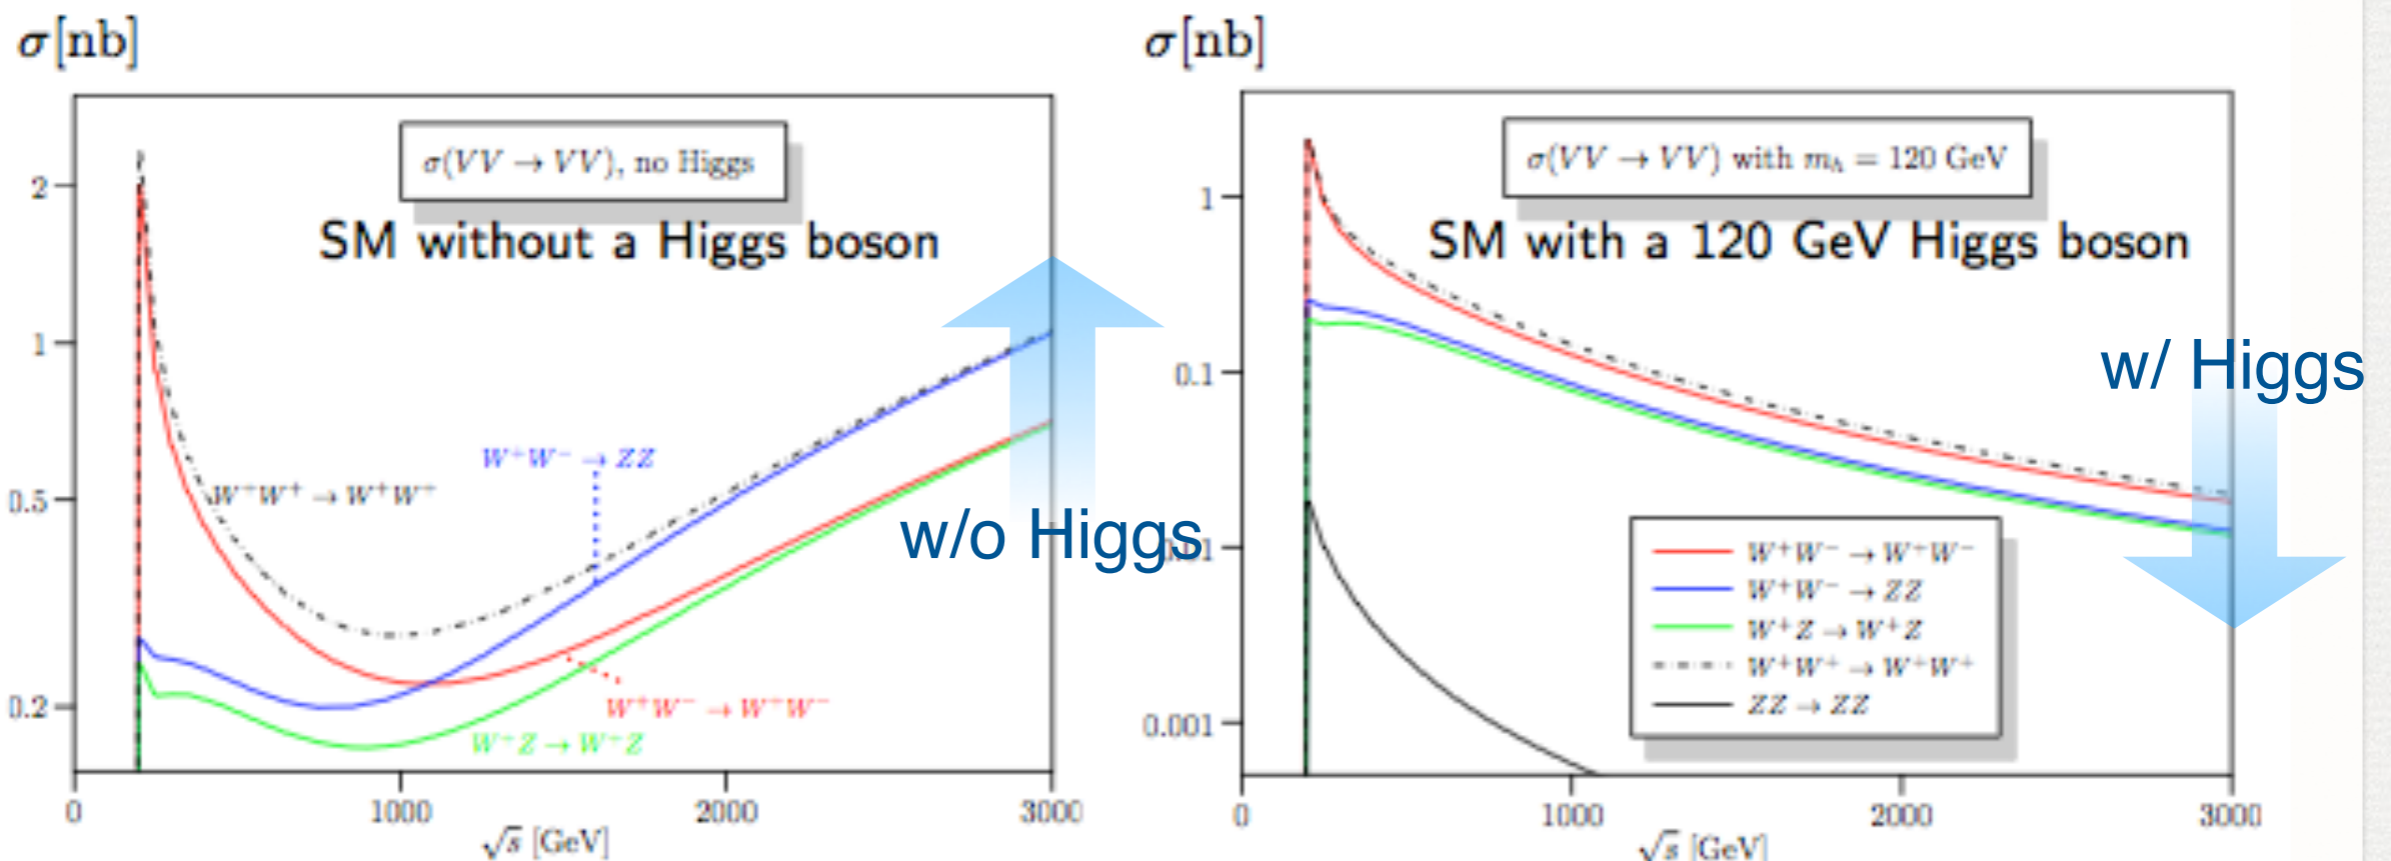 σ[nb]
σ(VV → VV), no Higgs
SM without a Higgs boson
2
1
0.5
0.2
W⁺W⁻ → ZZ
W⁺W⁺ → W⁺W⁺
w/o Higgs
W⁺W⁻ → W⁺W⁻
W⁺Z → W⁺Z
0
1000
2000
3000
√s [GeV]
σ[nb]
σ(VV → VV) with mₕ = 120 GeV
SM with a 120 GeV Higgs boson
w/ Higgs
1
0.1
0.001
W⁺W⁻ → W⁺W⁻
W⁺W⁻ → ZZ
W⁺Z → W⁺Z
W⁺W⁺ → W⁺W⁺
ZZ → ZZ
0
1000
2000
3000
√s [GeV]